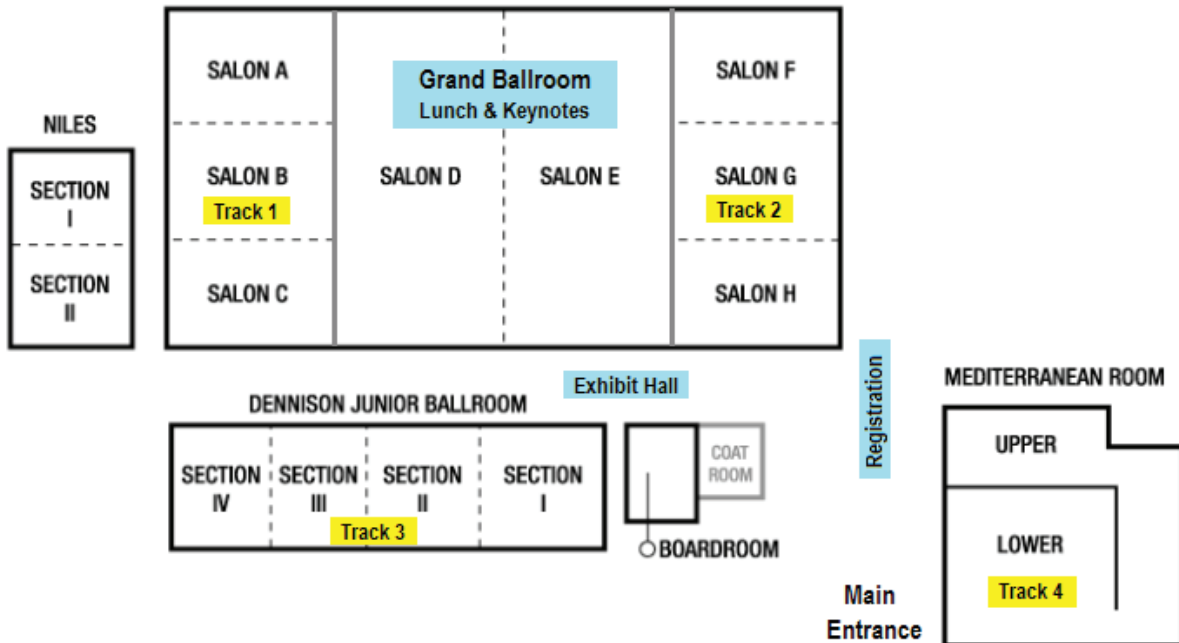 SALON A
Grand Ballroom
Lunch & Keynotes
SALON F
NILES
SECTION
I
SECTION
II
SALON B
Track 1
SALON D
SALON E
SALON G
Track 2
SALON C
SALON H
Exhibit Hall
Registration
MEDITERRANEAN ROOM
UPPER
LOWER
Track 4
DENNISON JUNIOR BALLROOM
SECTION
IV
SECTION
III
SECTION
II
SECTION
I
Track 3
COAT
ROOM
BOARDROOM
Main
Entrance